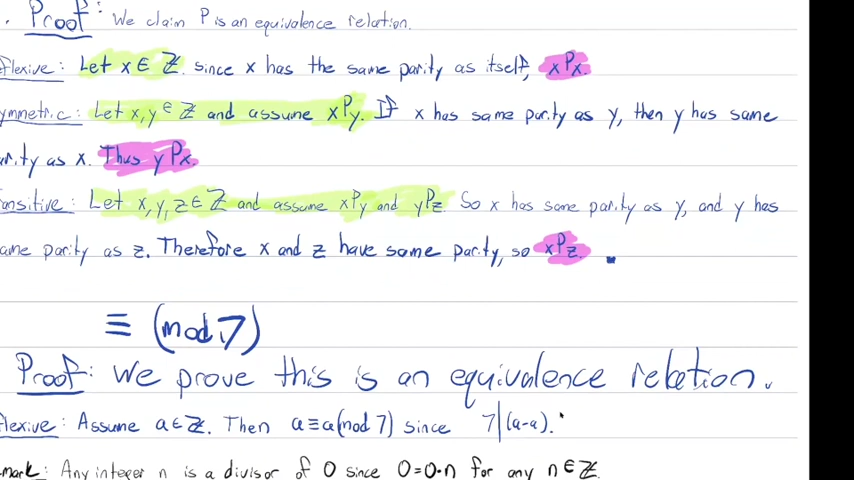 . Proof: We claim P is an equivalence relation.
flexive: Let x ∈ ℤ. since x has the same parity as itself, xPx.
ymmetric: Let x,y ∈ ℤ and assume xPy. If x has same parity as y, then y has same
arity as x. Thus yPx.
ansitive: Let x,y,z ∈ ℤ and assume xPy and yPz. So x has same parity as y, and y has
ame parity as z. Therefore x and z have same parity, so xPz.
≡ (mod 7)
Proof: We prove this is an equivalence relation.
flexive: Assume a ∈ ℤ. Then a ≡ a (mod 7) since 7|(a-a).
mark: Any integer n is a divisor of 0 since 0=0·n for any n ∈ ℤ.